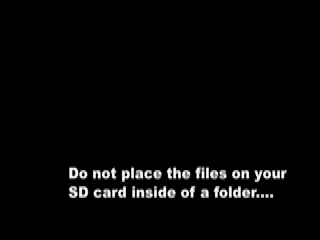 Do not place the files on your
SD card inside of a folder....